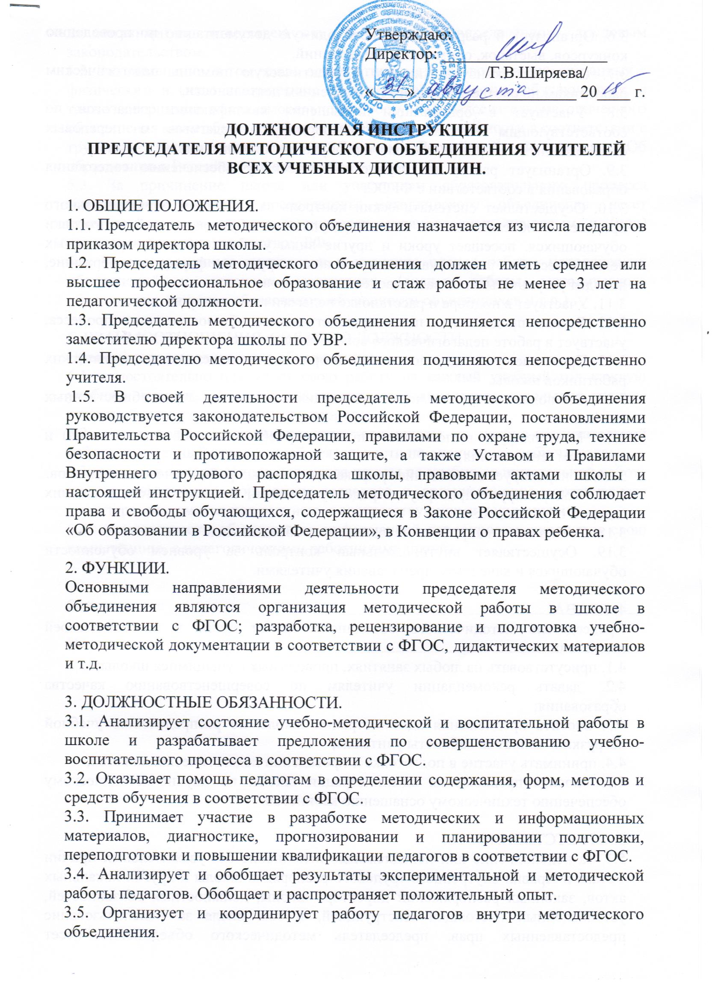 Утверждаю:
Директор:
/Г.В.Ширяева/
« 31 » августа 20 15 г.
ДОЛЖНОСТНАЯ ИНСТРУКЦИЯ
ПРЕДСЕДАТЕЛЯ МЕТОДИЧЕСКОГО ОБЪЕДИНЕНИЯ УЧИТЕЛЕЙ
ВСЕХ УЧЕБНЫХ ДИСЦИПЛИН.
1. ОБЩИЕ ПОЛОЖЕНИЯ.
1.1. Председатель методического объединения назначается из числа педагогов
приказом директора школы.
1.2. Председатель методического объединения должен иметь среднее или
высшее профессиональное образование и стаж работы не менее 3 лет на
педагогической должности.
1.3. Председатель методического объединения подчиняется непосредственно
заместителю директора школы по УВР.
1.4. Председателю методического объединения подчиняются непосредственно
учителя.
1.5. В своей деятельности председатель методического объединения
руководствуется законодательством Российской Федерации, постановлениями
Правительства Российской Федерации, правилами по охране труда, технике
безопасности и противопожарной защите, а также Уставом и Правилами
Внутреннего трудового распорядка школы, правовыми актами школы и
настоящей инструкцией. Председатель методического объединения соблюдает
права и свободы обучающихся, содержащиеся в Законе Российской Федерации
«Об образовании в Росийской Федерации», в Конвенции о правах ребенка.
2. ФУНКЦИИ.
Основными направлениями деятельности председателя методического
объединения являются организация методической работы в школе в
соответствии с ФГОС; разработка, рецензирование и подготовка учебно-
методической документации в соответствии с ФГОС, дидактических материалов
и т.д.
3. ДОЛЖНОСТНЫЕ ОБЯЗАННОСТИ.
3.1. Анализирует состояние учебно-методической и воспитательной работы в
школе и разрабатывает предложения по совершенствованию учебно-
воспитательного процесса в соответствии с ФГОС.
3.2. Оказывает помощь педагогам в определении содержания, форм, методов и
средств обучения в соответствии с ФГОС.
3.3. Принимает участие в разработке методических и информационных
материалов, диагностике, прогнозировании и планировании подготовки,
переподготовки и повышении квалификации педагогов в соответствии с ФГОС.
3.4. Анализирует и обобщает результаты экспериментальной и методической
работы педагогов. Обобщает и распространяет положительный опыт.
3.5 Организует и координирует работу педагогов внутри методического
объединения.